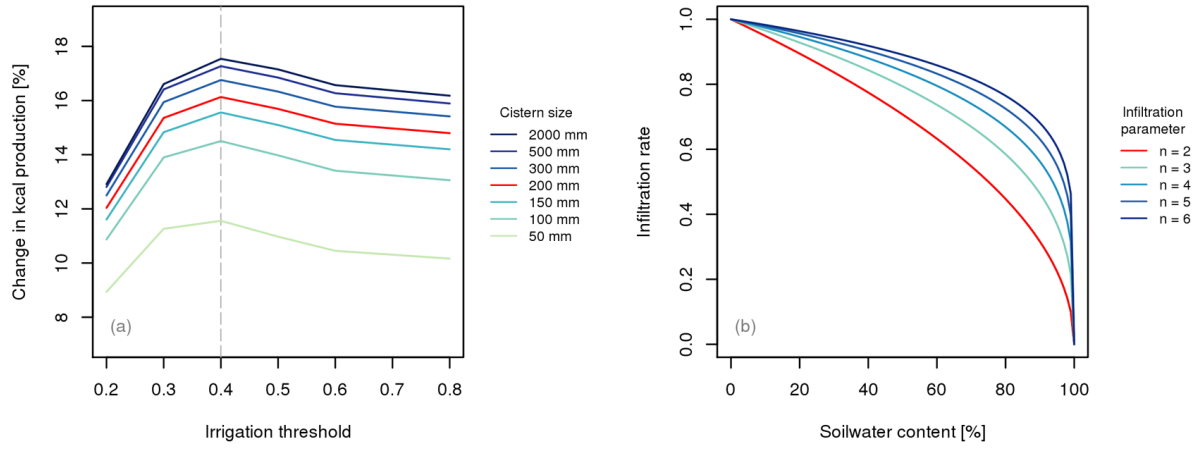 Change in kcal production [%]
18
16
14
12
10
8
(a)
0.2 0.3 0.4 0.5 0.6 0.7 0.8
Irrigation threshold
Cistern size
2000 mm
500 mm
300 mm
200 mm
150 mm
100 mm
50 mm
Infiltration rate
1.0
0.8
0.6
0.4
0.2
0.0
(b)
0 20 40 60 80 100
Soilwater content [%]
Infiltration
parameter
n = 2
n = 3
n = 4
n = 5
n = 6